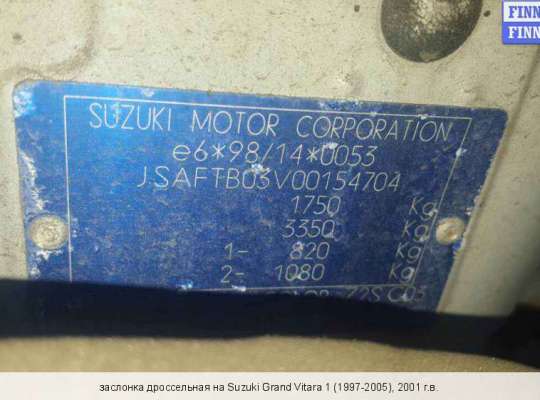 FINN
FINN
SUZUKI MOTOR CORPORATION
e6*98/14*0053
JSAFTB03V00154704
1750 Kg
3350 Kg
1- 820 Kg
2- 1080 Kg
заслонка дроссельная на Suzuki Grand Vitara 1 (1997-2005), 2001 г.в.